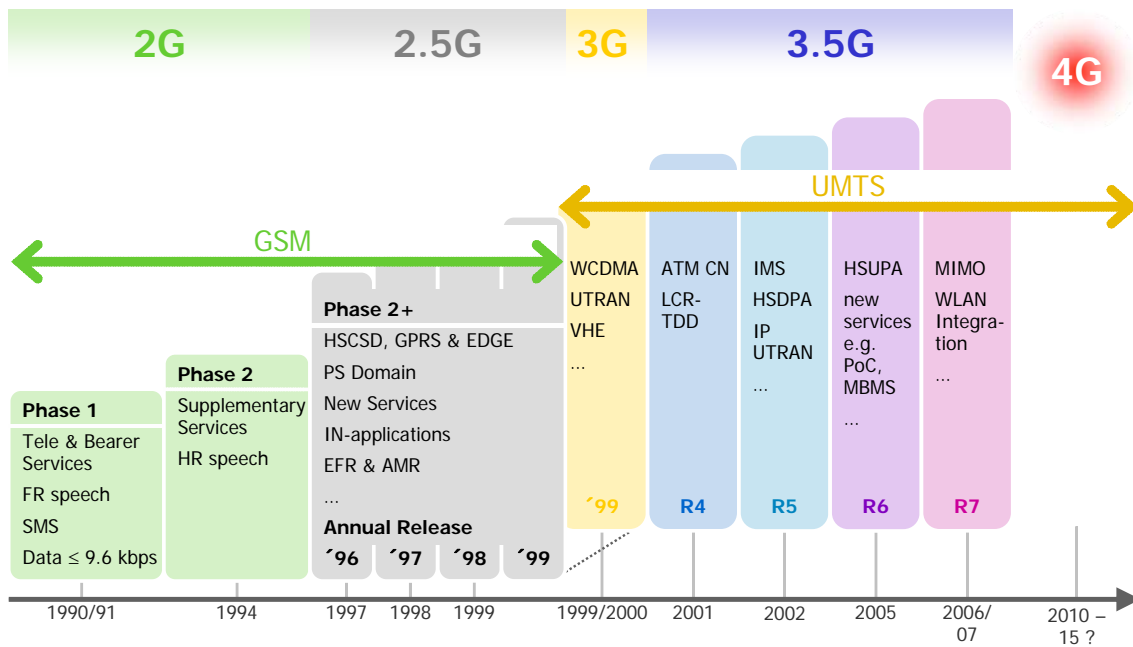 2G
2.5G
3G
3.5G
4G
UMTS
GSM
Phase 1
Tele & Bearer
Services
FR speech
SMS
Data ≤ 9.6 kbps
Phase 2
Supplementary
Services
HR speech
Phase 2+
HSCSD, GPRS & EDGE
PS Domain
New Services
IN-applications
EFR & AMR
...
Annual Release
´96
´97
´98
´99
WCDMA
UTRAN
VHE
...
´99
ATM CN
LCR-
TDD
R4
IMS
HSDPA
IP
UTRAN
...
R5
HSUPA
new
services
e.g.
PoC,
MBMS
...
R6
MIMO
WLAN
Integra-
tion
...
R7
1990/91
1994
1997
1998
1999
1999/2000
2001
2002
2005
2006/
07
2010 –
15 ?